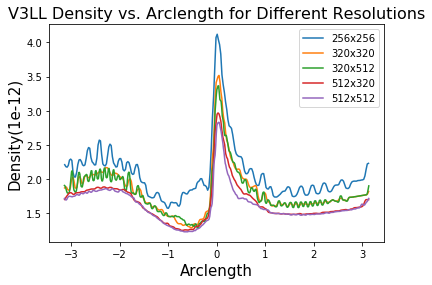 V3LL Density vs. Arclength for Different Resolutions
Density(1e-12)
4.0
3.5
3.0
2.5
2.0
1.5
256x256
320x320
320x512
512x320
512x512
−3
−2
−1
0
1
2
3
Arclength